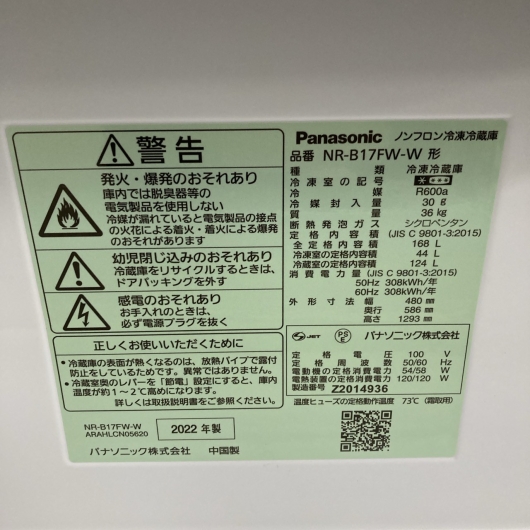 警告
発火・爆発のおそれあり
庫内では脱臭器等の
電気製品を使用しない
冷媒が漏れていると電気製品の接点
の火花による着火・着火による爆発
のおそれあり
幼児閉じ込みのおそれあり
冷蔵庫をリサイクルするときは、
ドアパッキングを外す
感電のおそれあり
お手入れのときは、
必ず電源プラグを抜く
正しくお使いいただくために
•冷蔵庫の表面が熱くなるのは、放熱パイプで露付
防止をしているためです。異常ではありません。
•冷蔵室奥のレバーを「節電」設定にすると、庫内
温度が約1～2℃高めになります。
詳しくは取扱説明書をご覧ください。
NR-B17FW-W
ARAHLCN05620
2022年製
パナソニック株式会社 中国製
Panasonic ノンフロン冷凍冷蔵庫
品番 NR-B17FW-W 形
種類 冷凍冷蔵庫
冷凍室の記号
冷媒 R600a
冷媒封入量 30g
質量 36kg
断熱発泡ガス シクロペンタン
定格内容積 (JIS C 9801-3:2015)
全定格内容積 168 L
冷凍室の定格内容積 44 L
冷蔵室の定格内容積 124 L
消費電力量 (JIS C 9801-3:2015)
50Hz 308kWh/年
60Hz 308kWh/年
外形寸法 幅 480 mm
奥行 586 mm
高さ 1293 mm
JET PSE パナソニック株式会社
定格電圧 100 V
定格周波数 50/60 Hz
電動機の定格消費電力 54/58 W
電熱装置の定格消費電力 120/120 W
製造番号 Z2014936
温度ヒューズの定格動作温度 73℃ (霜取用)